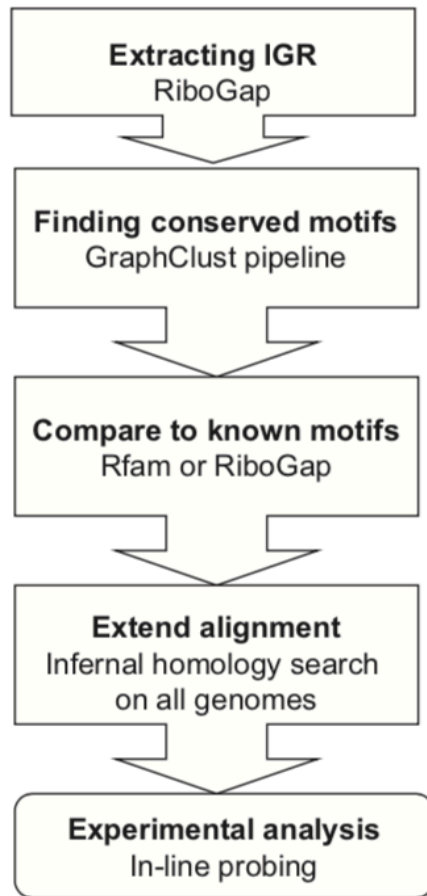 Extracting IGR
RiboGap
Finding conserved motifs
GraphClust pipeline
Compare to known motifs
Rfam or RiboGap
Extend alignment
Infernal homology search
on all genomes
Experimental analysis
In-line probing